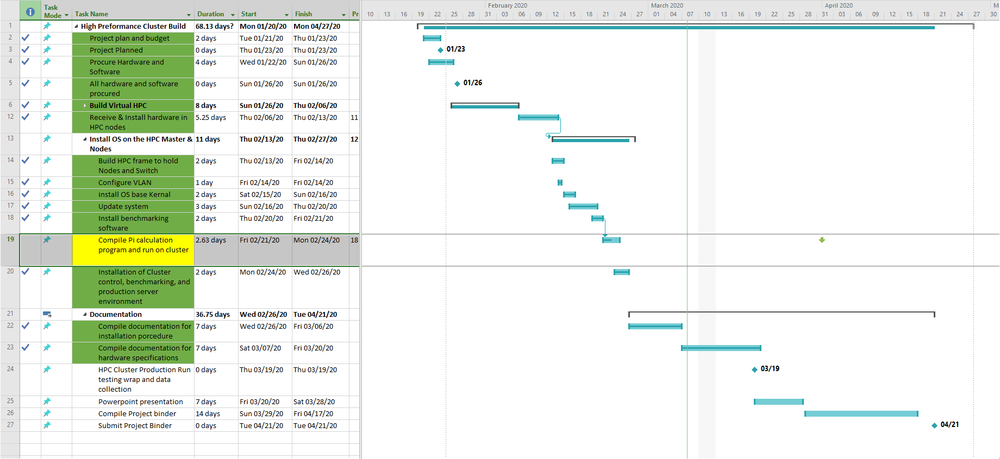 Task Mode Task Name Duration Start Finish Pr
February 2020 March 2020 April 2020 M
10 13 16 19 22 25 28 31 03 06 09 12 15 18 21 24 27 01 04 07 10 13 16 19 22 25 28 31 03 06 09 12 15 18 21 24 27 30
1 High Preformance Cluster Build 68.13 days? Mon 01/20/20 Mon 04/27/20
2 Project plan and budget 2 days Tue 01/21/20 Thu 01/23/20
3 Project Planned 0 days Thu 01/23/20 Thu 01/23/20 01/23
4 Procure Hardware and 4 days Wed 01/22/20 Sun 01/26/20
Software
5 All hardware and software 0 days Sun 01/26/20 Sun 01/26/20 01/26
procured
6 Build Virtual HPC 8 days Sun 01/26/20 Thu 02/06/20
12 Receive & Install hardware in 5.25 days Thu 02/06/20 Thu 02/13/20 11
HPC nodes
13 Install OS on the HPC Master & 11 days Thu 02/13/20 Thu 02/27/20 12
Nodes
14 Build HPC frame to hold 2 days Thu 02/13/20 Fri 02/14/20
Nodes and Switch
15 Configure VLAN 1 day Fri 02/14/20 Fri 02/14/20
16 install OS base Kernal 2 days Sat 02/15/20 Sun 02/16/20
17 Update system 3 days Sun 02/16/20 Thu 02/20/20
18 Install benchmarking 2 days Thu 02/20/20 Fri 02/21/20
software
19 Compile Pi calculation 2.63 days Fri 02/21/20 Mon 02/24/20 18
program and run on cluster
20 Installation of Cluster 2 days Mon 02/24/20 Wed 02/26/20
control, benchmarking, and
production server
environment
21 Documentation 36.75 days Wed 02/26/20 Tue 04/21/20
22 Compile documentation for 7 days Wed 02/26/20 Fri 03/06/20
installation porcedure
23 Compile documentation for 7 days Sat 03/07/20 Fri 03/20/20
hardware specifications
24 HPC Cluster Production Run 0 days Thu 03/19/20 Thu 03/19/20 03/19
testing wrap and data
collection
25 Powerpoint presentation 7 days Fri 03/20/20 Sat 03/28/20
26 Compile Project binder 14 days Sun 03/29/20 Fri 04/17/20
27 Submit Project Binder 0 days Tue 04/21/20 Tue 04/21/20 04/21